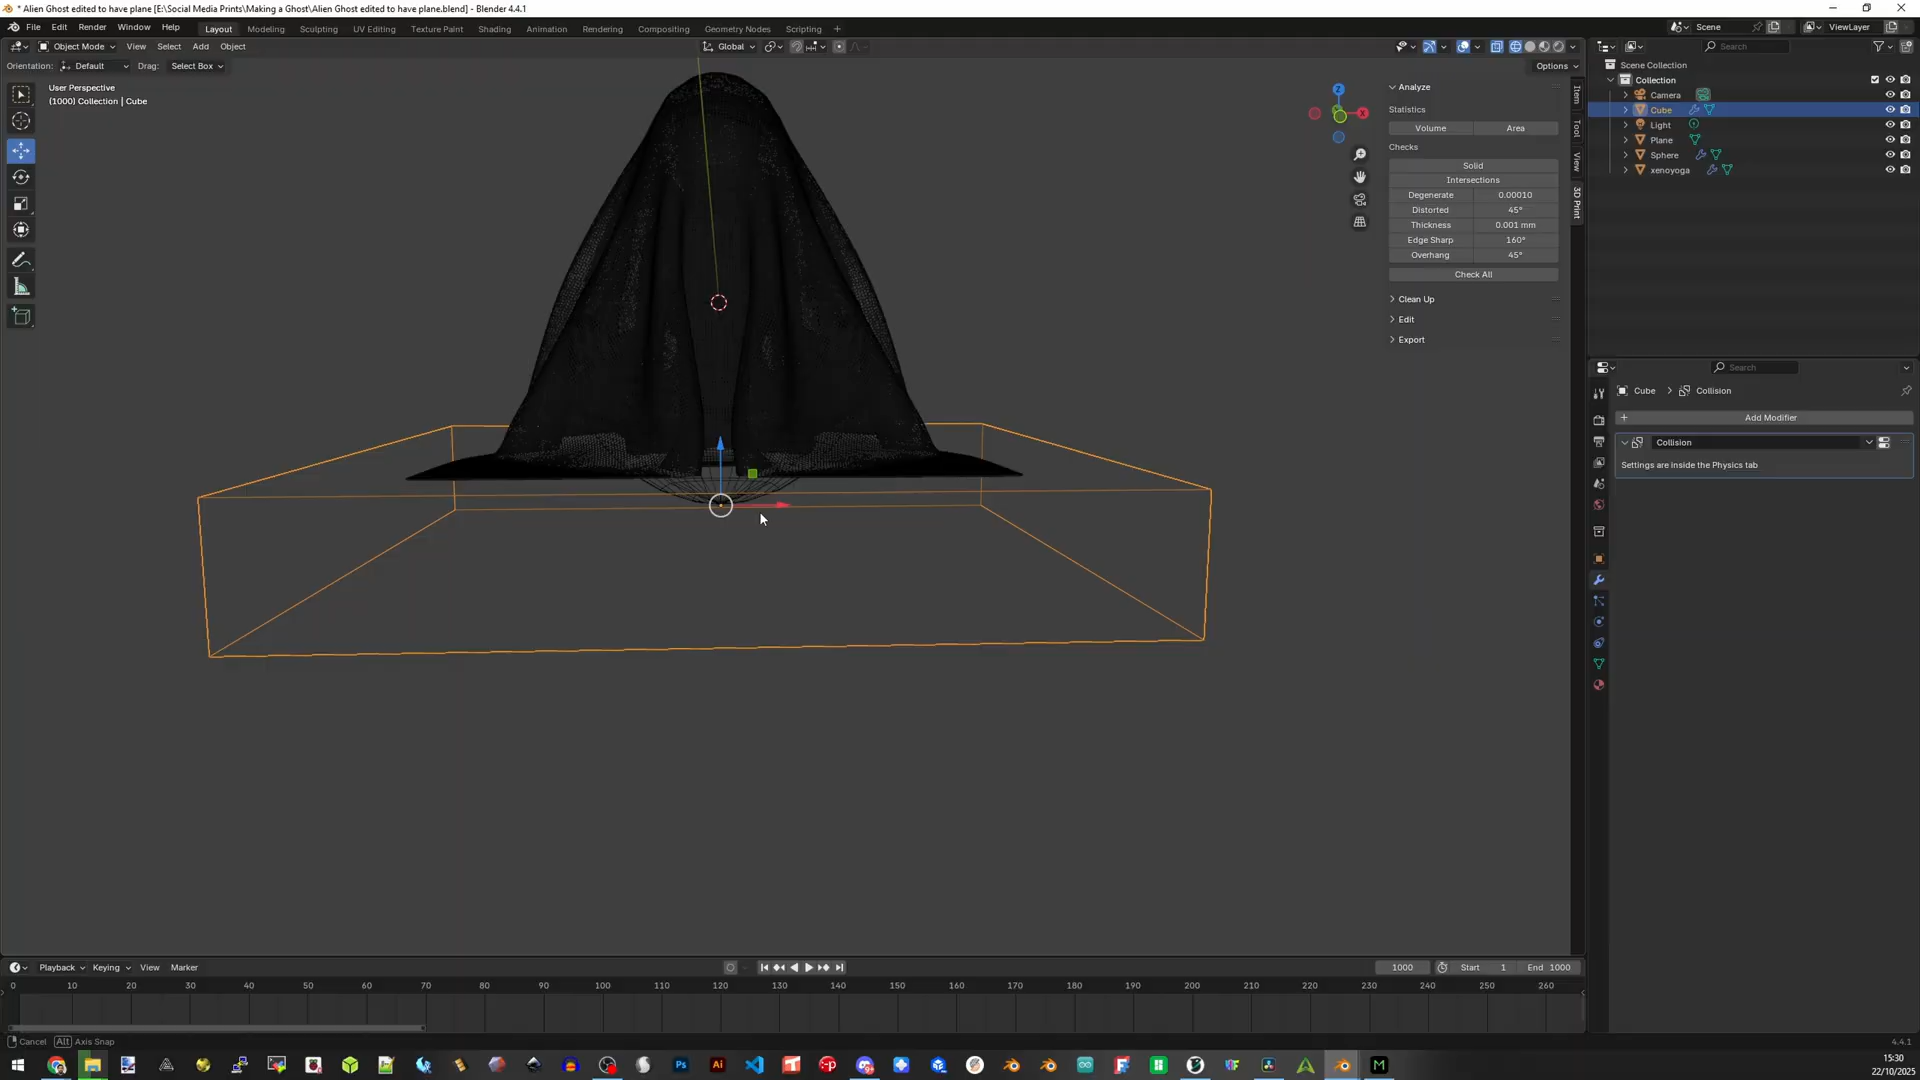 * Alien Ghost edited to have plane [E:\Social Media Prints\Making a Ghost\Alien Ghost edited to have plane.blend] - Blender 4.4.1
File Edit Render Window Help Layout Modeling Sculpting UV Editing Texture Paint Shading Animation Rendering Compositing Geometry Nodes Scripting + Scene ViewLayer
Object Mode View Select Add Object Global Search
Orientation: Default Drag: Select Box Options
User Perspective
(1000) Collection | Cube
Analyze
Statistics
Volume Area
Checks
Solid
Intersections
Degenerate 0.00010
Distorted 45°
Thickness 0.001 mm
Edge Sharp 160°
Overhang 45°
Check All
Clean Up
Edit
Export
Item
Tool
View
3D Print
Z
X
Scene Collection
Collection
Camera
Cube
Light
Plane
Sphere
xenoyoga
Search
Cube > Collision
+ Add Modifier
Collision
Settings are inside the Physics tab
Playback Keying View Marker 1000 Start 1 End 1000
0 10 20 30 40 50 60 70 80 90 100 110 120 130 140 150 160 170 180 190 200 210 220 230 240 250 260
Cancel Alt Axis Snap 4.4.1
15:30
22/10/2025